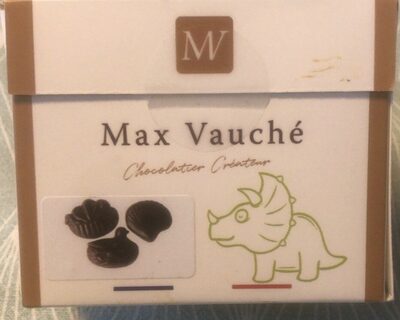 MV
Max Vauché
Chocolatier Créateur